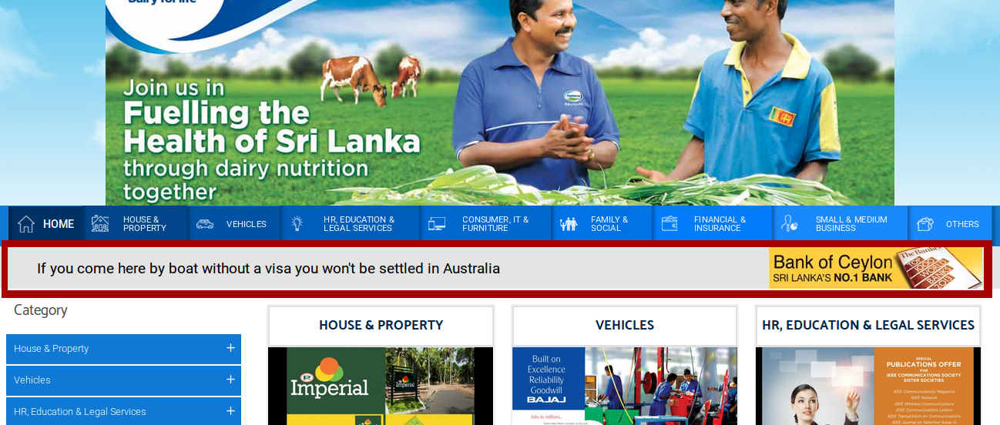 Dairy for life
Join us in
Fuelling the
Health of Sri Lanka
through dairy nutrition
together
HOME
HOUSE &
PROPERTY
VEHICLES
HR, EDUCATION &
LEGAL SERVICES
CONSUMER, IT &
FURNITURE
FAMILY &
SOCIAL
FINANCIAL &
INSURANCE
SMALL & MEDIUM
BUSINESS
OTHERS
If you come here by boat without a visa you won't be settled in Australia
Bank of Ceylon
SRI LANKA'S NO.1 BANK
The Banker
TOP
1000
WORLD
BANKS
2013
Category
House & Property +
Vehicles +
HR, Education & Legal Services +
HOUSE & PROPERTY
Imperial
Imperial
VEHICLES
Built on
Excellence
Reliability
Goodwill
BAJAJ
Jobs to millions..
HR, EDUCATION & LEGAL SERVICES
SPECIAL
PUBLICATIONS OFFER
FOR
IEEE COMMUNICATIONS SOCIETY
SISTER SOCIETIES
IEEE Communications Magazine
IEEE Network
IEEE Wireless Communications
IEEE Communications Letters
IEEE Transactions on Communications
IEEE Journal on Selected Areas in